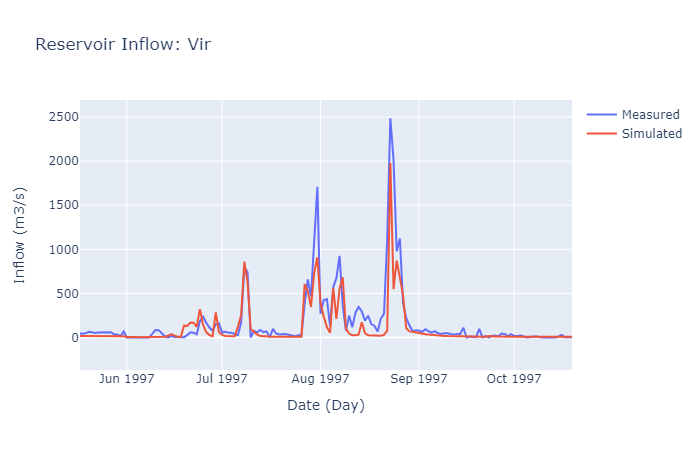 Reservoir Inflow: Vir
Measured
Simulated
2500
2000
1500
1000
500
0
Inflow (m3/s)
Jun 1997
Jul 1997
Aug 1997
Sep 1997
Oct 1997
Date (Day)